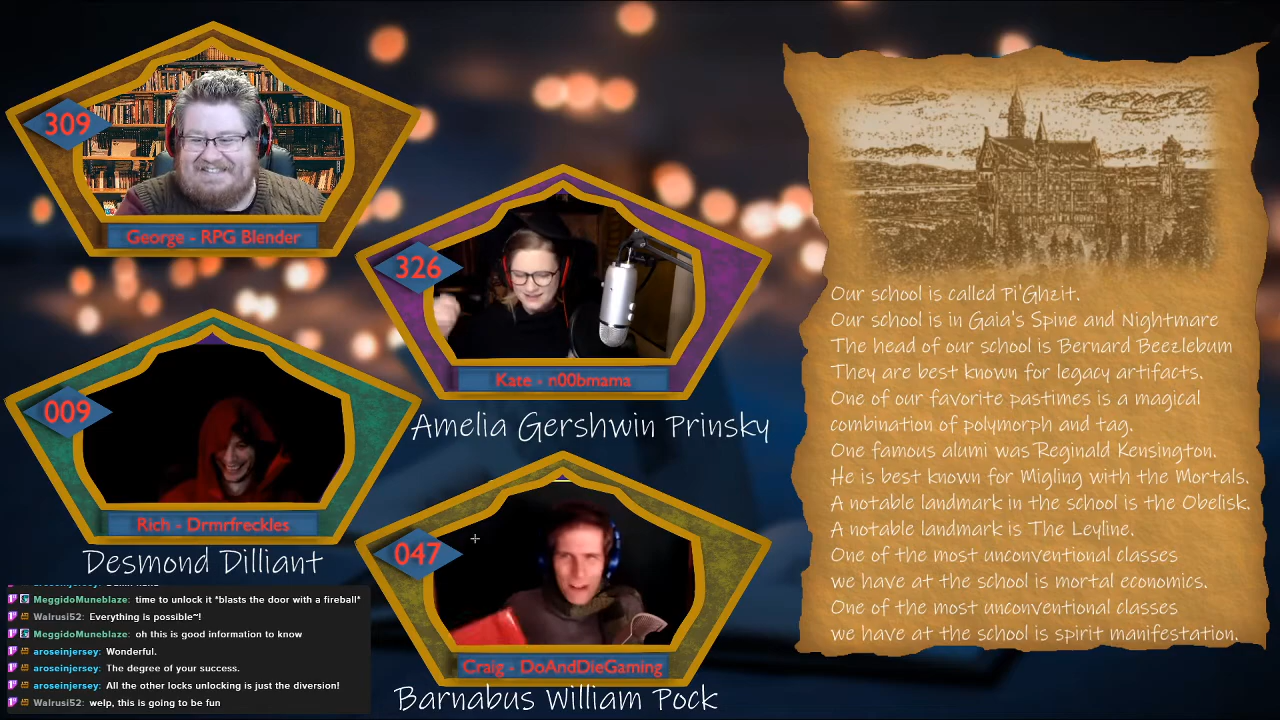 309
George - RPG Blender
326
Kate - n00bmama
Amelia Gershwin Prinsky
009
Rich - Drmrfreckles
Desmond Dilliant
047
Craig - DoAndDieGaming
Barnabus William Pock
aroseinjersey:
MeggidoMuneblaze: time to unlock it *blasts the door with a fireball*
Walrusi52: Everything is possible~!
MeggidoMuneblaze: oh this is good information to know
aroseinjersey: Wonderful.
aroseinjersey: The degree of your success.
aroseinjersey: All the other locks unlocking is just the diversion!
Walrusi52: welp, this is going to be fun
Our school is called Pi'Ghzit.
Our school is in Gaia's Spine and Nightmare
The head of our school is Bernard Beezlebum
They are best known for legacy artifacts.
One of our favorite pastimes is a magical
combination of polymorph and tag.
One famous alumi was Reginald Kensington.
He is best known for Migling with the Mortals.
A notable landmark in the school is the Obelisk.
A notable landmark is The Leyline.
One of the most unconventional classes
we have at the school is mortal economics.
One of the most unconventional classes
we have at the school is spirit manifestation.